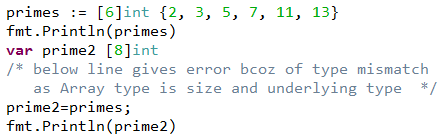 primes := [6]int {2, 3, 5, 7, 11, 13}
fmt.Println(primes)
var prime2 [8]int
/* below line gives error bcoz of type mismatch
as Array type is size and underlying type */
prime2=primes;
fmt.Println(prime2)